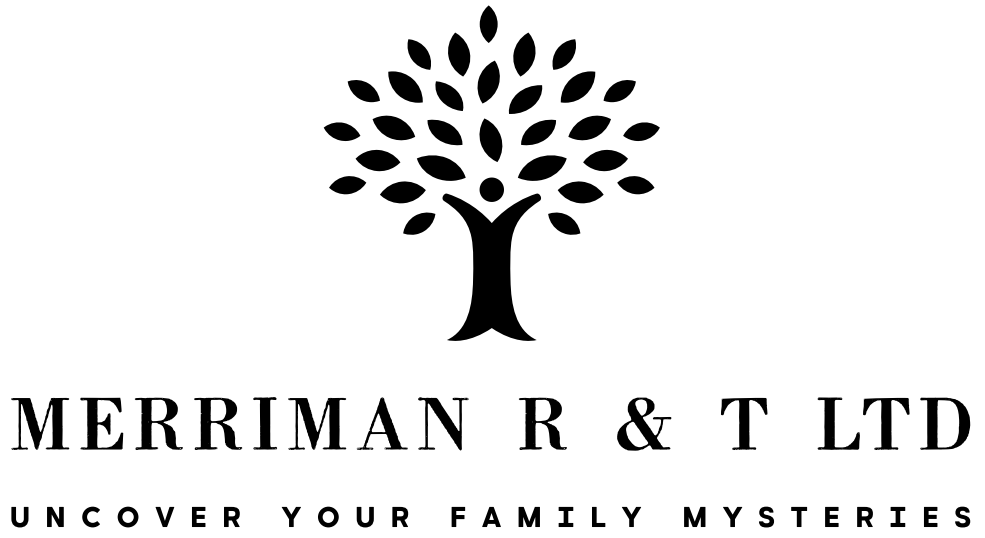 MERRIMAN R & T LTD
UNCOVER YOUR FAMILY MYSTERIES